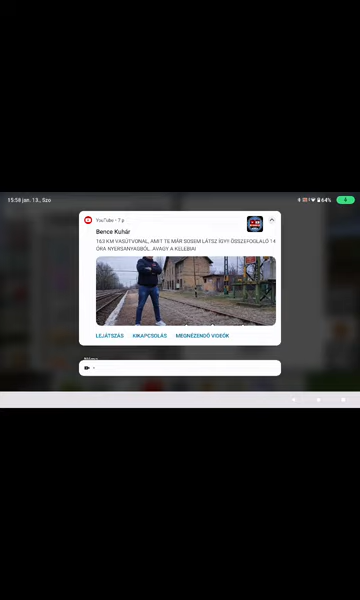 15:58 jan. 13., Szo
64%
YouTube • 7 p
Bence Kuhár
163 KM VASÚTVONAL, AMIT TE MÁR SOSEM LÁTSZ ÍGY! ÖSSZEFOGLALÓ 14
ÓRA NYERSANYAGBÓL. AVAGY A KELEBIAI
LEJÁTSZÁS KIKAPCSOLÁS MEGNÉZENDŐ VIDEÓK